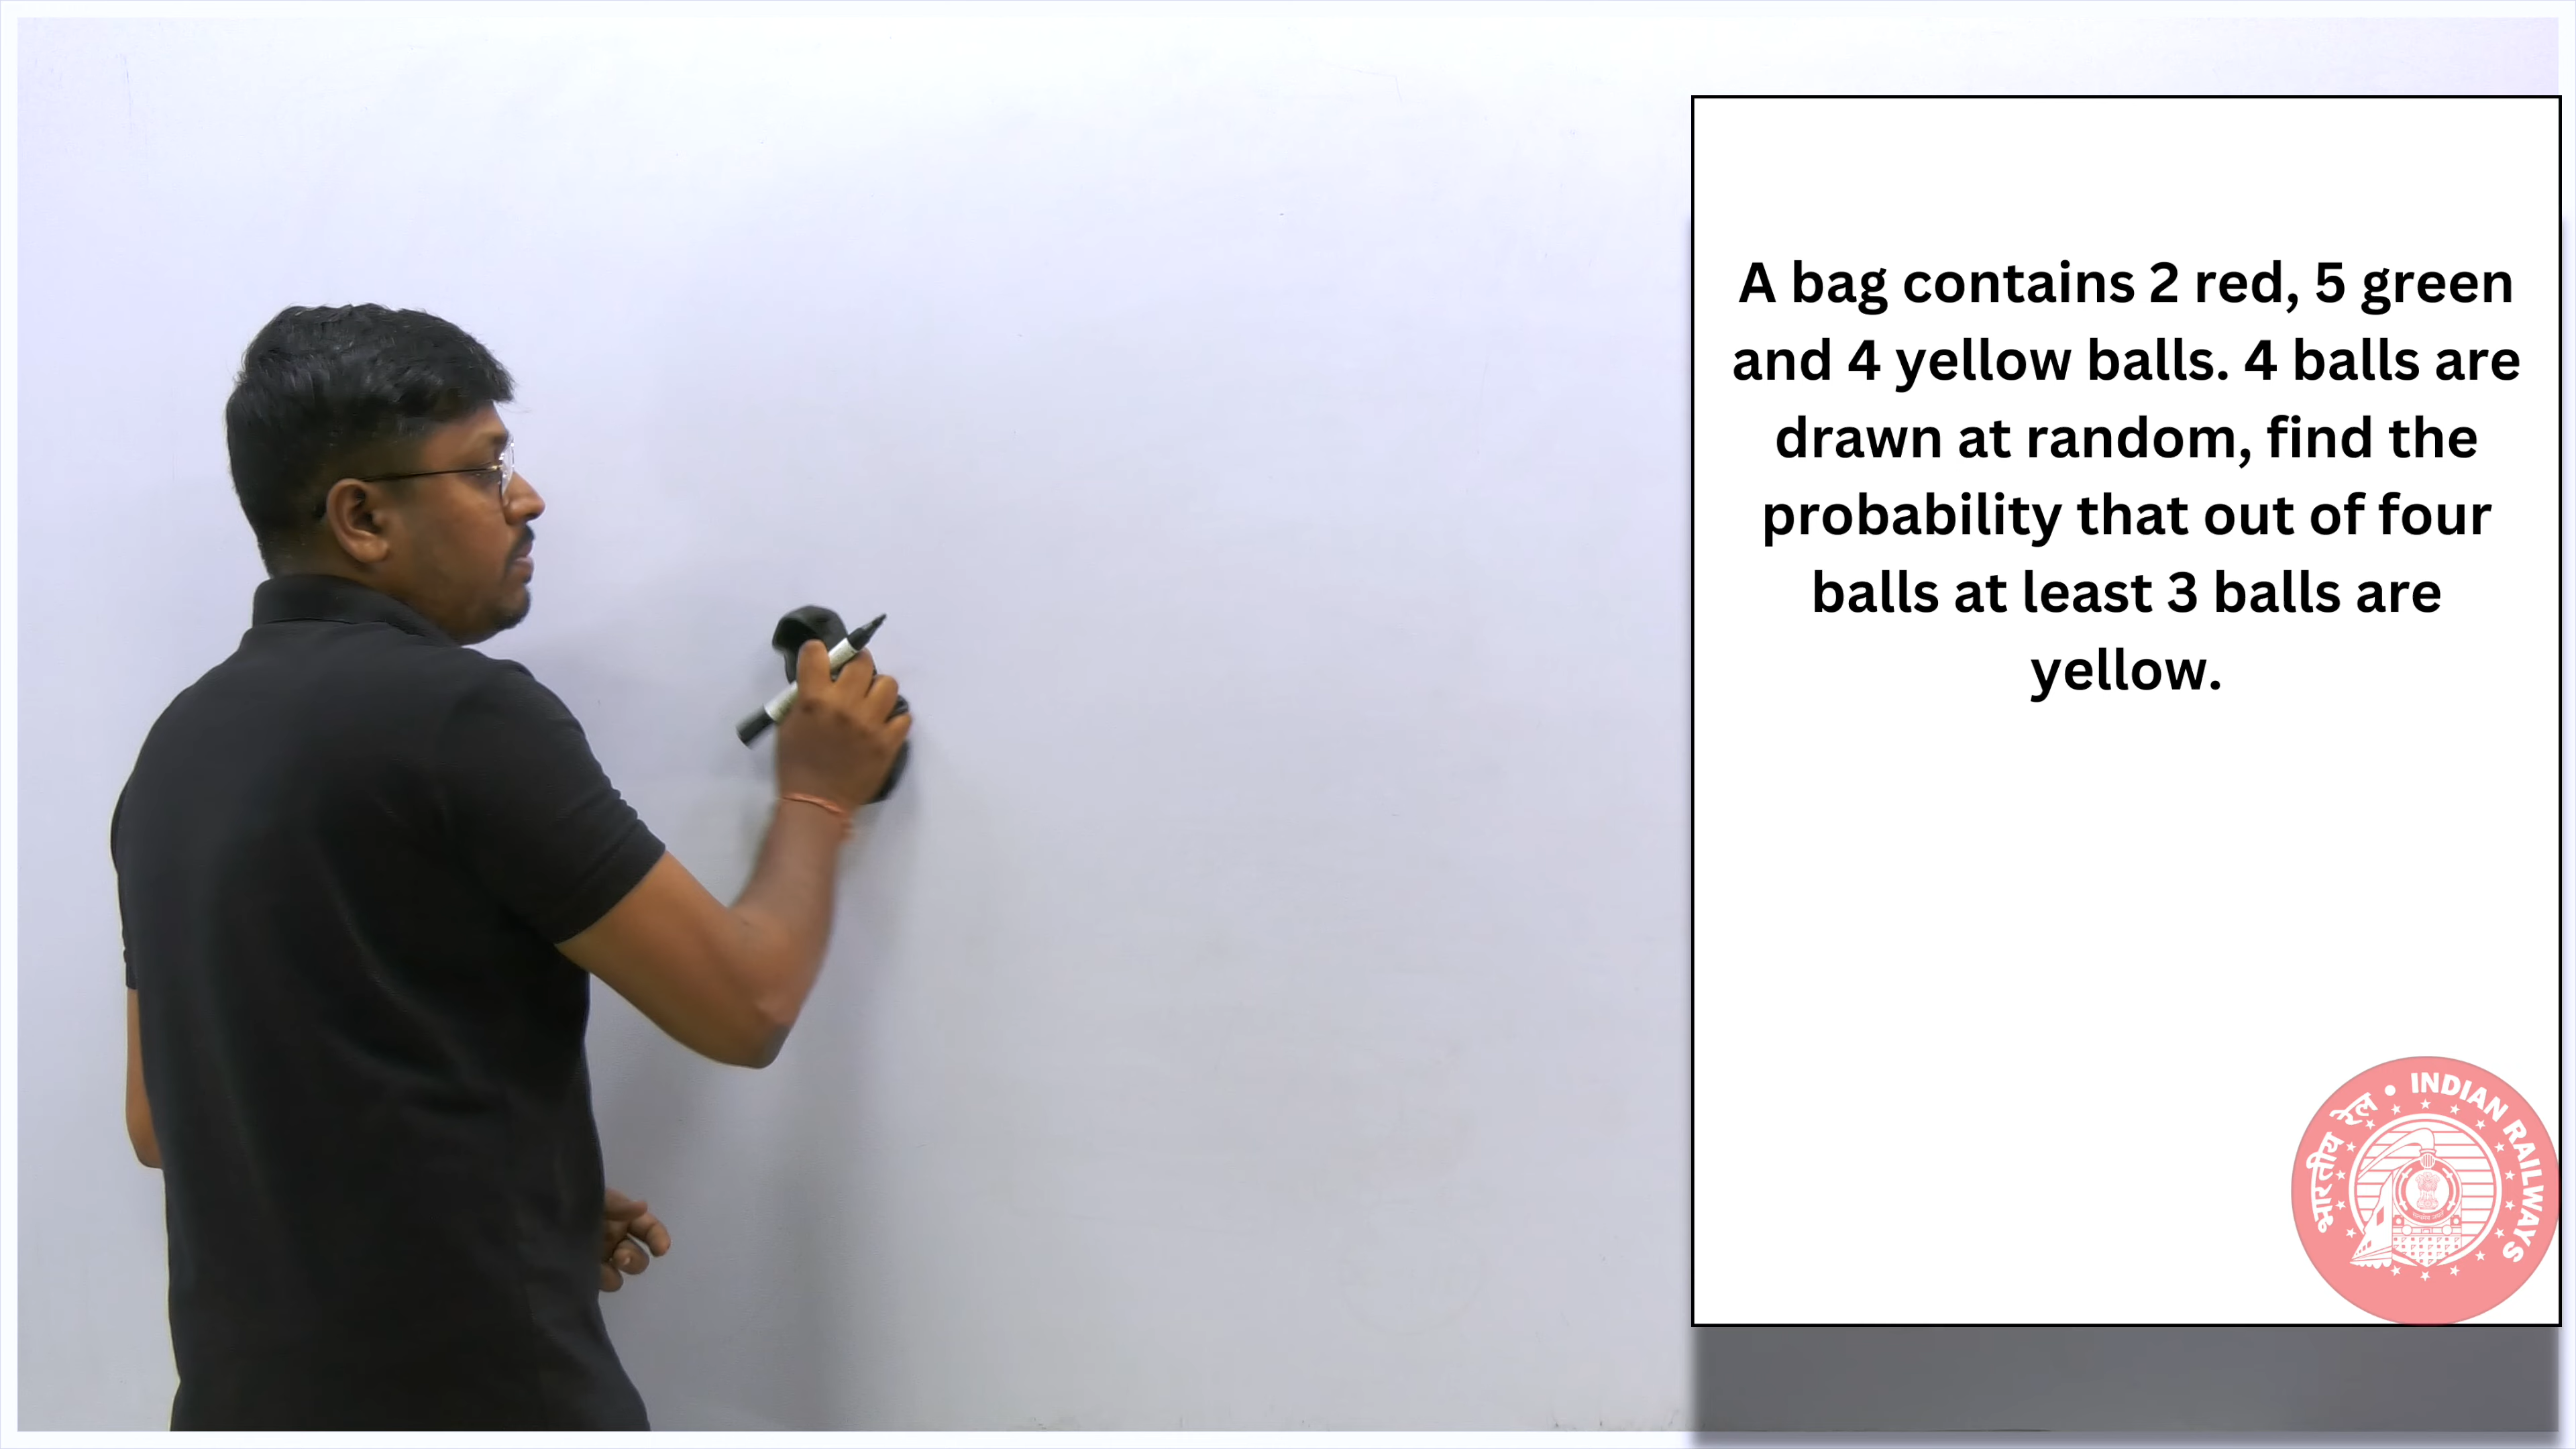 A bag contains 2 red, 5 green
and 4 yellow balls. 4 balls are
drawn at random, find the
probability that out of four
balls at least 3 balls are
yellow.
भारतीय रेल • INDIAN RAILWAYS